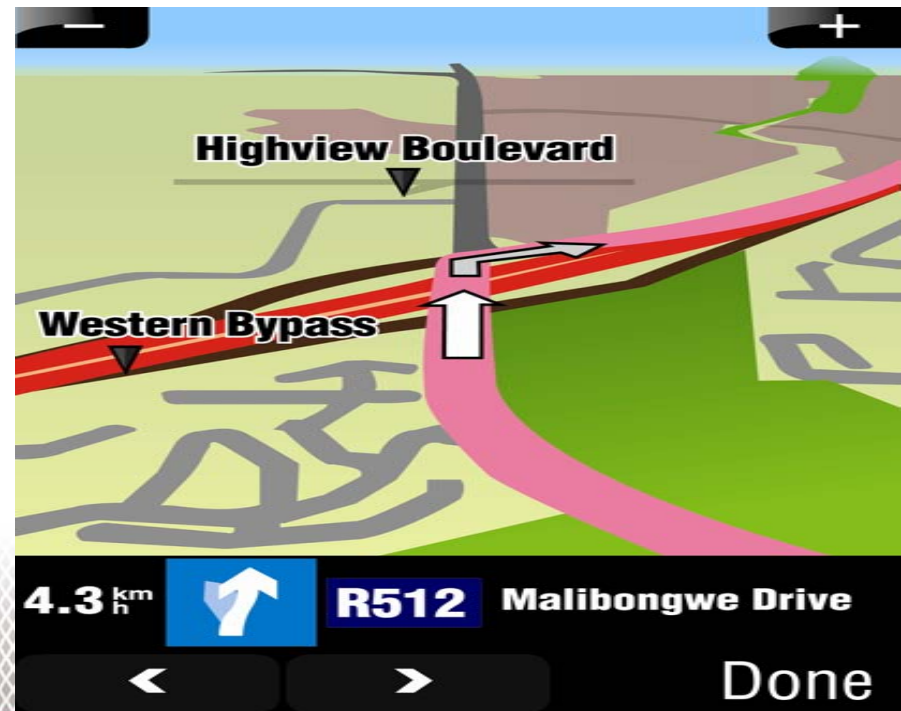 − +
Highview Boulevard
Western Bypass
4.3 km/h R512 Malibongwe Drive
< > Done